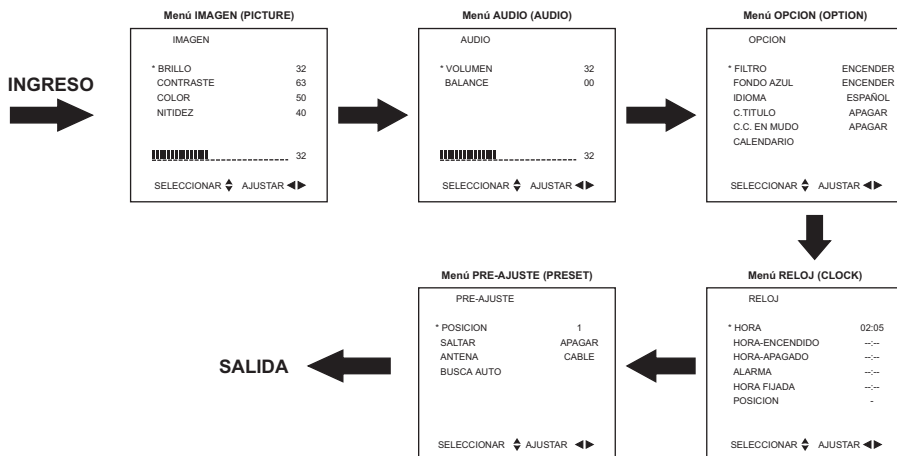 Menú IMAGEN (PICTURE)
IMAGEN
* BRILLO 32
CONTRASTE 63
COLOR 50
NITIDEZ 40
32
SELECCIONAR AJUSTAR
Menú AUDIO (AUDIO)
AUDIO
* VOLUMEN 32
BALANCE 00
32
SELECCIONAR AJUSTAR
Menú OPCION (OPTION)
OPCION
* FILTRO ENCENDER
FONDO AZUL ENCENDER
IDIOMA ESPAÑOL
C.TITULO APAGAR
C.C. EN MUDO APAGAR
CALENDARIO
SELECCIONAR AJUSTAR
INGRESO
Menú RELOJ (CLOCK)
RELOJ
* HORA 02:05
HORA-ENCENDIDO --:--
HORA-APAGADO --:--
ALARMA --:--
HORA FIJADA --:--
POSICION -
SELECCIONAR AJUSTAR
Menú PRE-AJUSTE (PRESET)
PRE-AJUSTE
* POSICION 1
SALTAR APAGAR
ANTENA CABLE
BUSCA AUTO
SELECCIONAR AJUSTAR
SALIDA